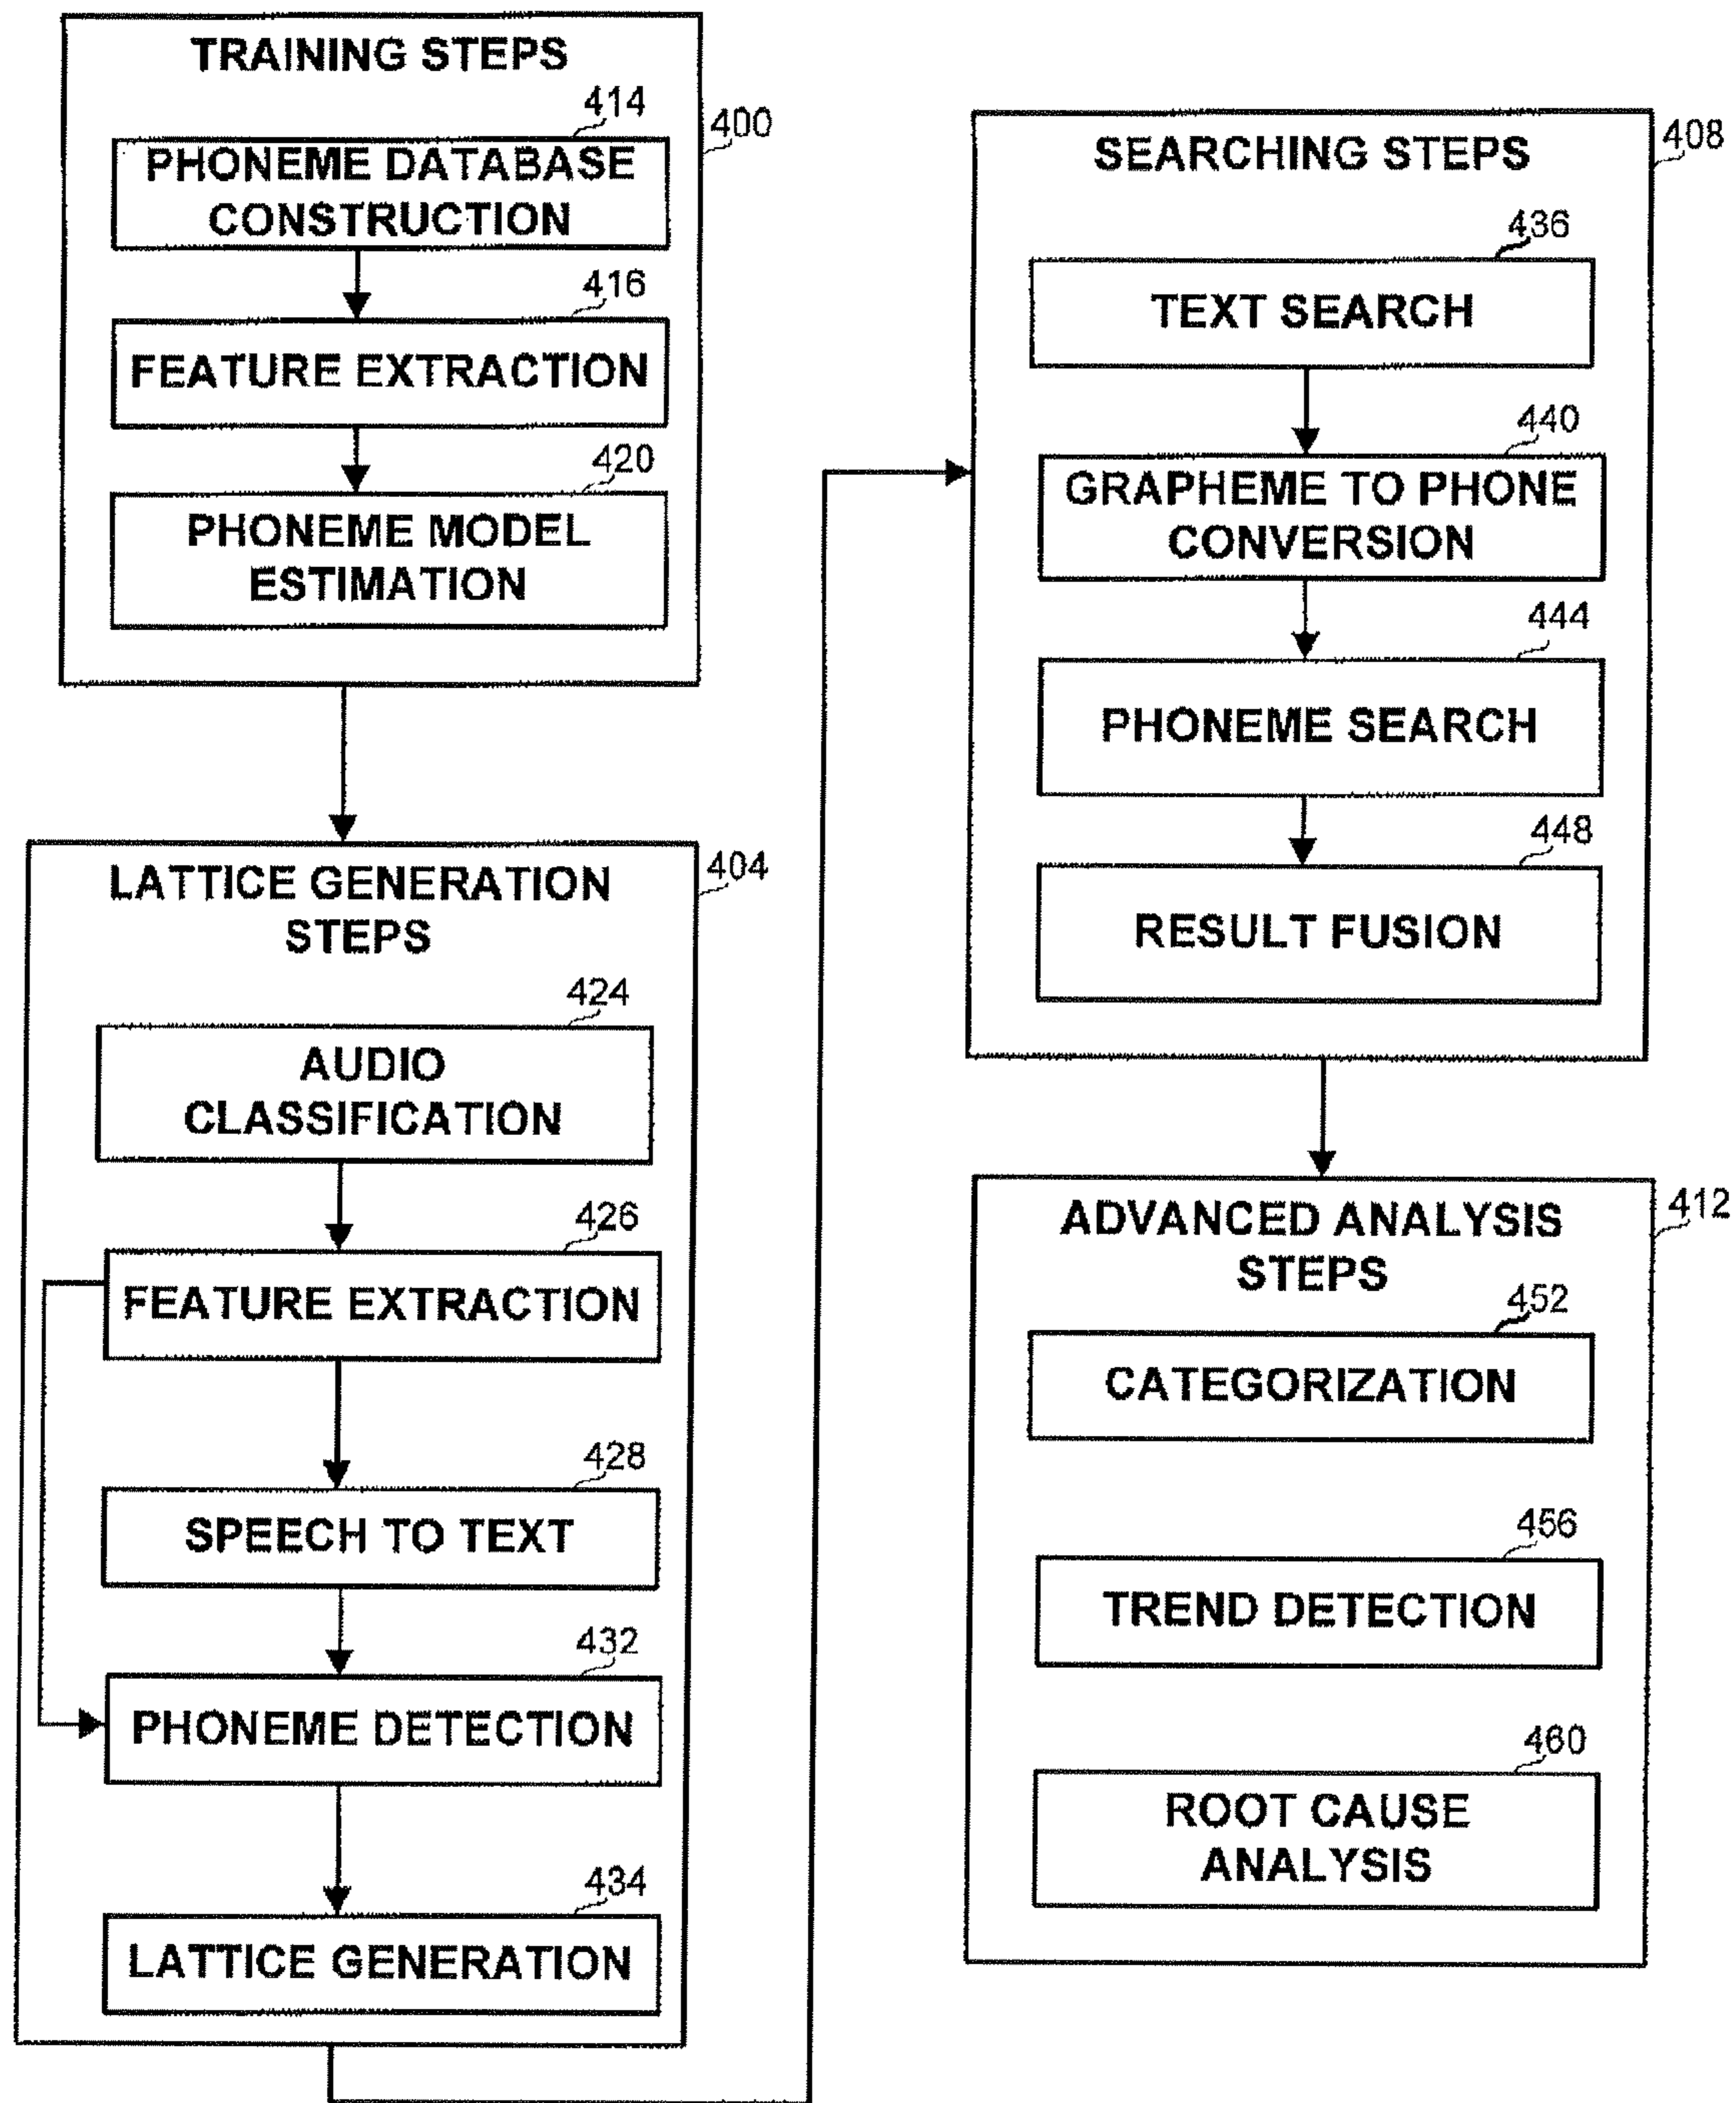 TRAINING STEPS
400
414
PHONEME DATABASE
CONSTRUCTION
416
FEATURE EXTRACTION
420
PHONEME MODEL
ESTIMATION
LATTICE GENERATION
STEPS
404
424
AUDIO
CLASSIFICATION
426
FEATURE EXTRACTION
428
SPEECH TO TEXT
432
PHONEME DETECTION
434
LATTICE GENERATION
SEARCHING STEPS
408
436
TEXT SEARCH
440
GRAPHEME TO PHONE
CONVERSION
444
PHONEME SEARCH
448
RESULT FUSION
ADVANCED ANALYSIS
STEPS
412
452
CATEGORIZATION
456
TREND DETECTION
460
ROOT CAUSE
ANALYSIS